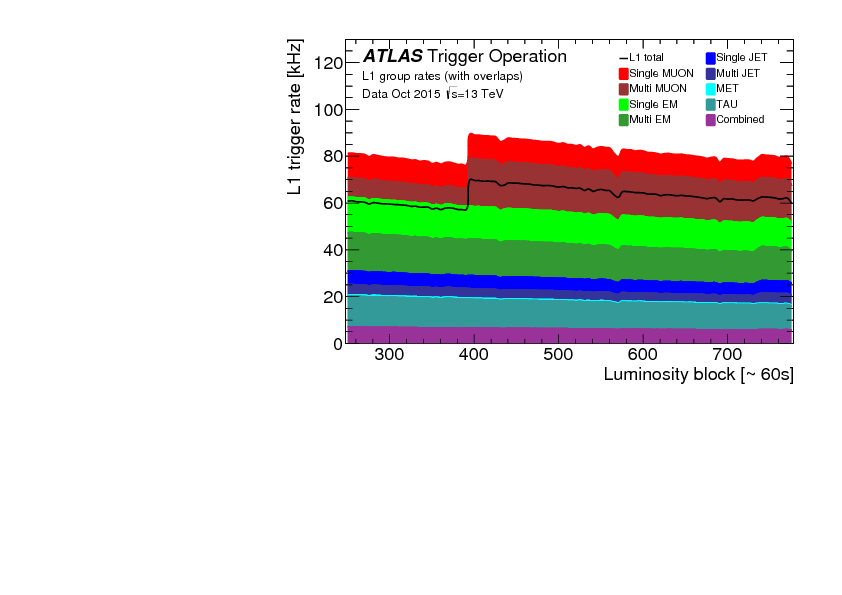 ATLAS Trigger Operation
L1 group rates (with overlaps)
Data Oct 2015 √s=13 TeV
L1 total
Single MUON
Multi MUON
Single EM
Multi EM
Single JET
Multi JET
MET
TAU
Combined
L1 trigger rate [kHz]
120
100
80
60
40
20
0
300 400 500 600 700
Luminosity block [~ 60s]